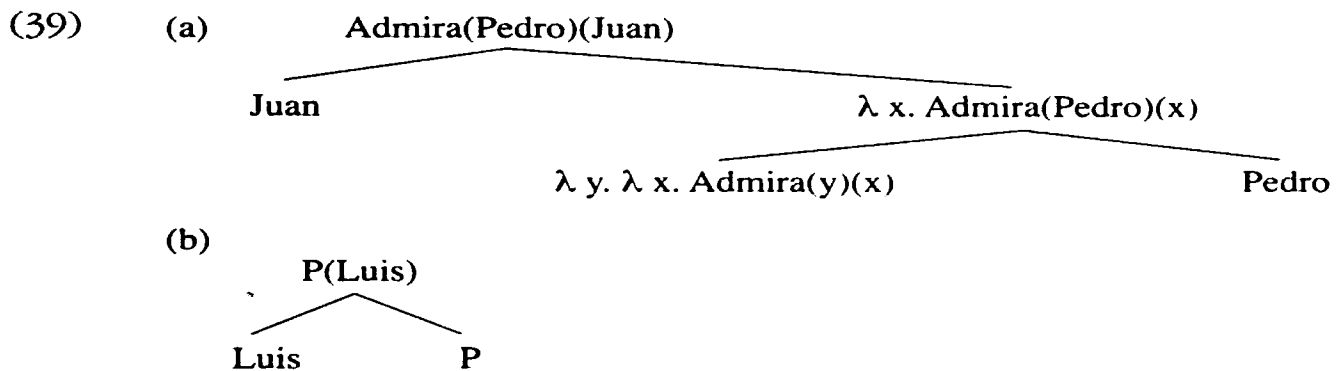 (39) (a) Admira(Pedro)(Juan)
Juan λ x. Admira(Pedro)(x)
λ y. λ x. Admira(y)(x) Pedro
(b)
P(Luis)
Luis P